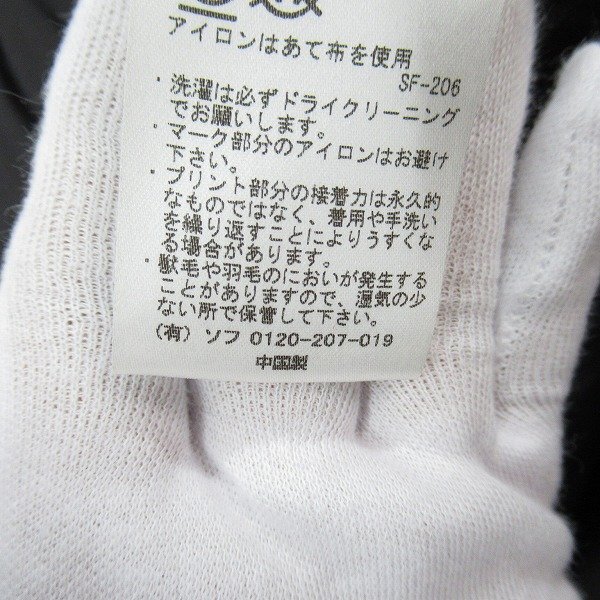 アイロンはあて布を使用
SF-206
・洗濯は必ずドライクリーニング
でお願いします。
・マーク部分のアイロンはお避け
下さい。
・プリント部分の接着力は永久的
なものではなく、着用や手洗い
を繰り返すことによりうすくな
る場合があります。
・獣毛や羽毛のにおいが発生する
ことがありますので、湿気の少
ない所で保管して下さい。
(有) ソフ 0120-207-019
中国製